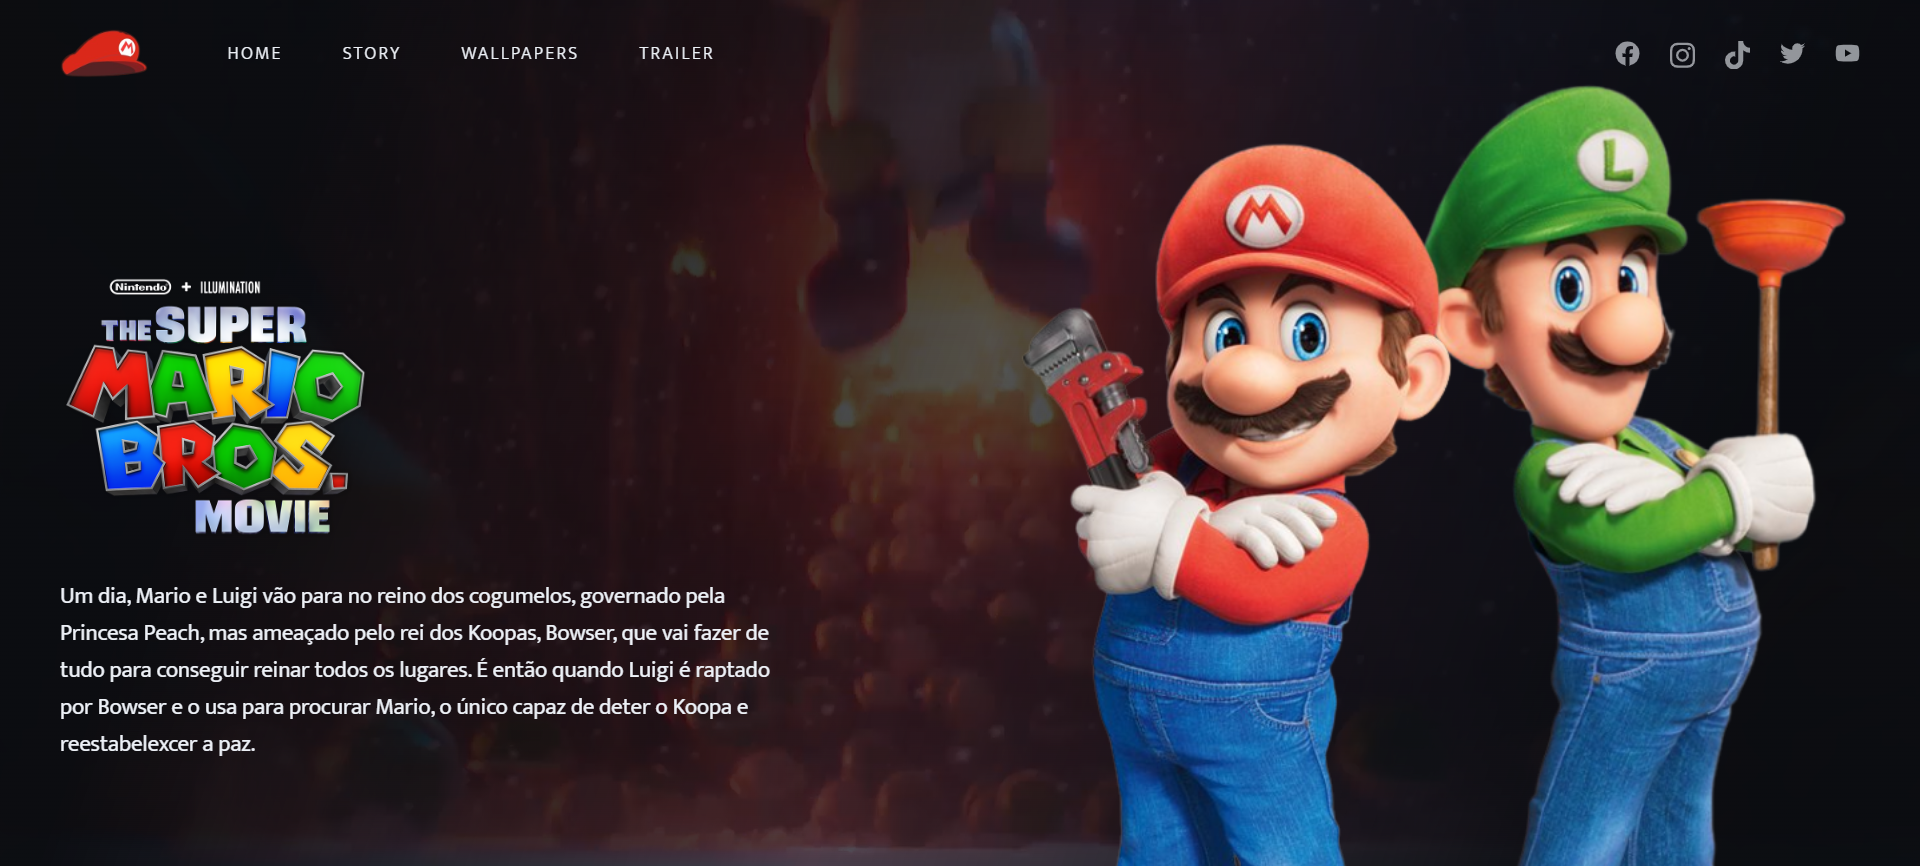 HOME STORY WALLPAPERS TRAILER
M
L
M
Nintendo + ILLUMINATION
THE SUPER
MARIO
BROS.
MOVIE
Um dia, Mario e Luigi vão para no reino dos cogumelos, governado pela
Princesa Peach, mas ameaçado pelo rei dos Koopas, Bowser, que vai fazer de
tudo para conseguir reinar todos os lugares. É então quando Luigi é raptado
por Bowser e o usa para procurar Mario, o único capaz de deter o Koopa e
reestabelexcer a paz.